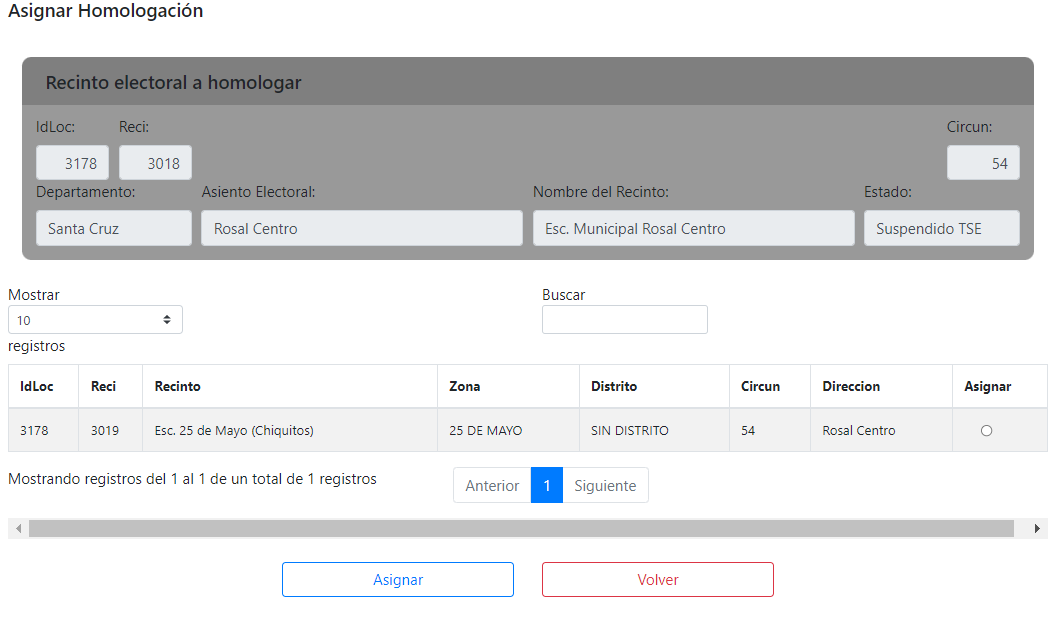 Asignar Homologación
Recinto electoral a homologar
IdLoc: Reci: Circun:
3178 3018 54
Departamento: Asiento Electoral: Nombre del Recinto: Estado:
Santa Cruz Rosal Centro Esc. Municipal Rosal Centro Suspendido TSE
Mostrar Buscar
10
registros
IdLoc Reci Recinto Zona Distrito Circun Direccion Asignar
3178 3019 Esc. 25 de Mayo (Chiquitos) 25 DE MAYO SIN DISTRITO 54 Rosal Centro
Mostrando registros del 1 al 1 de un total de 1 registros Anterior 1 Siguiente
Asignar Volver